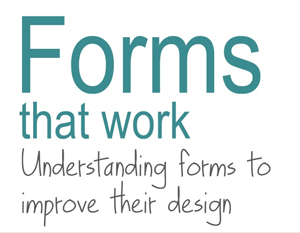 Forms
that work
Understanding forms to
improve their design